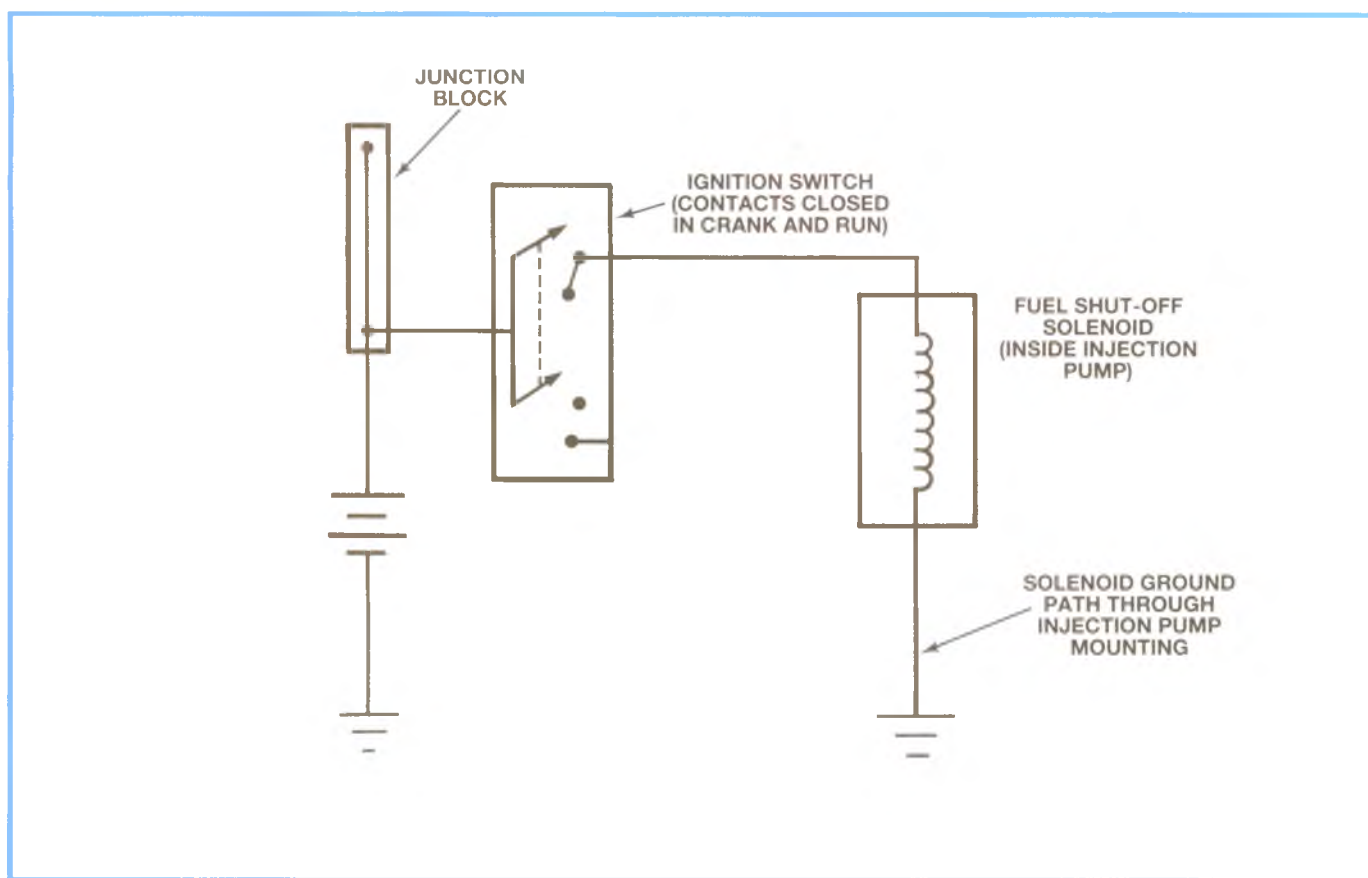 JUNCTION
BLOCK
IGNITION SWITCH
(CONTACTS CLOSED
IN CRANK AND RUN)
FUEL SHUT-OFF
SOLENOID
(INSIDE INJECTION
PUMP)
SOLENOID GROUND
PATH THROUGH
INJECTION PUMP
MOUNTING